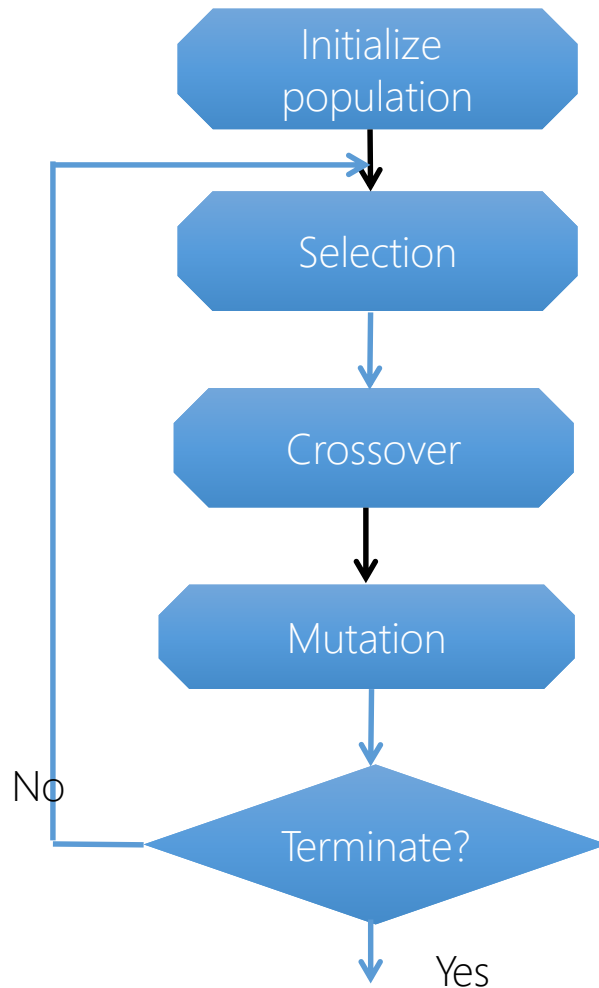 Initialize
population
Selection
Crossover
Mutation
No
Terminate?
Yes